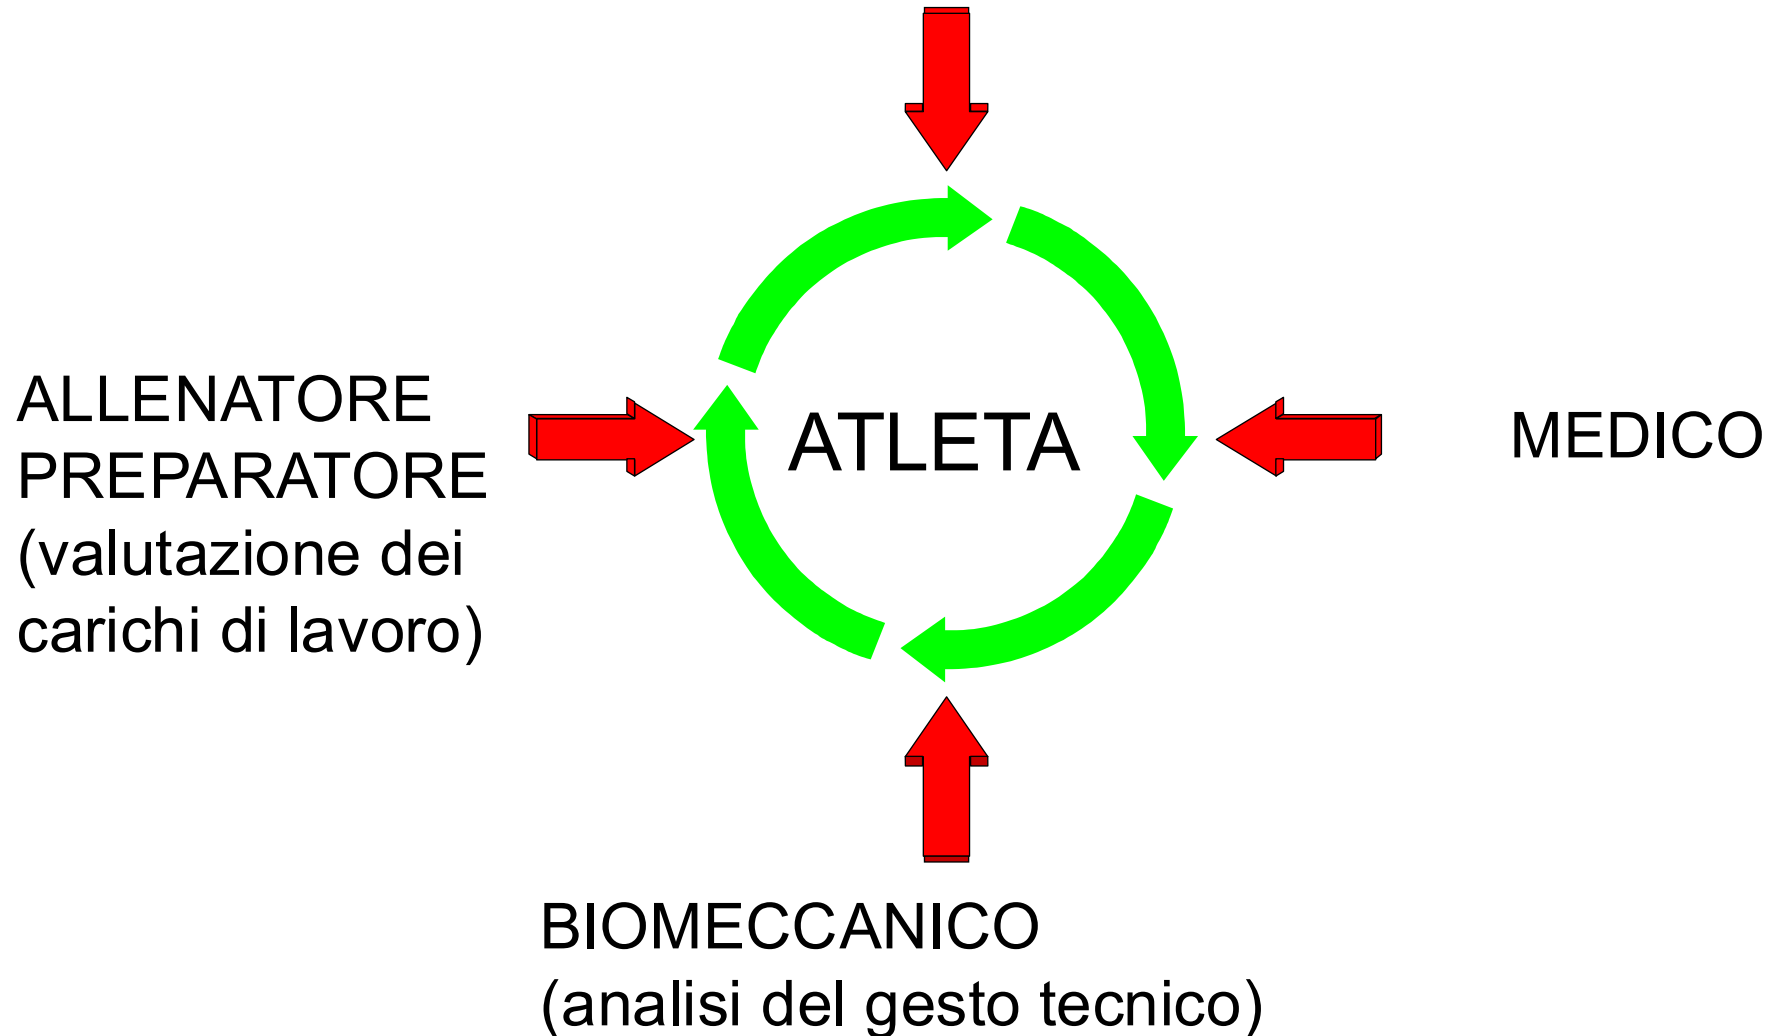 ALLENATORE
PREPARATORE
(valutazione dei
carichi di lavoro)
ATLETA
MEDICO
BIOMECCANICO
(analisi del gesto tecnico)